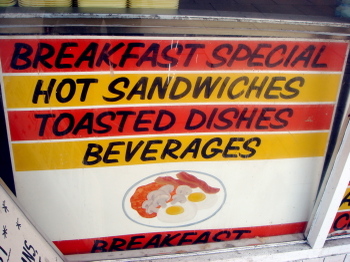 BREAKFAST SPECIAL
HOT SANDWICHES
TOASTED DISHES
BEVERAGES
BREAKFAST